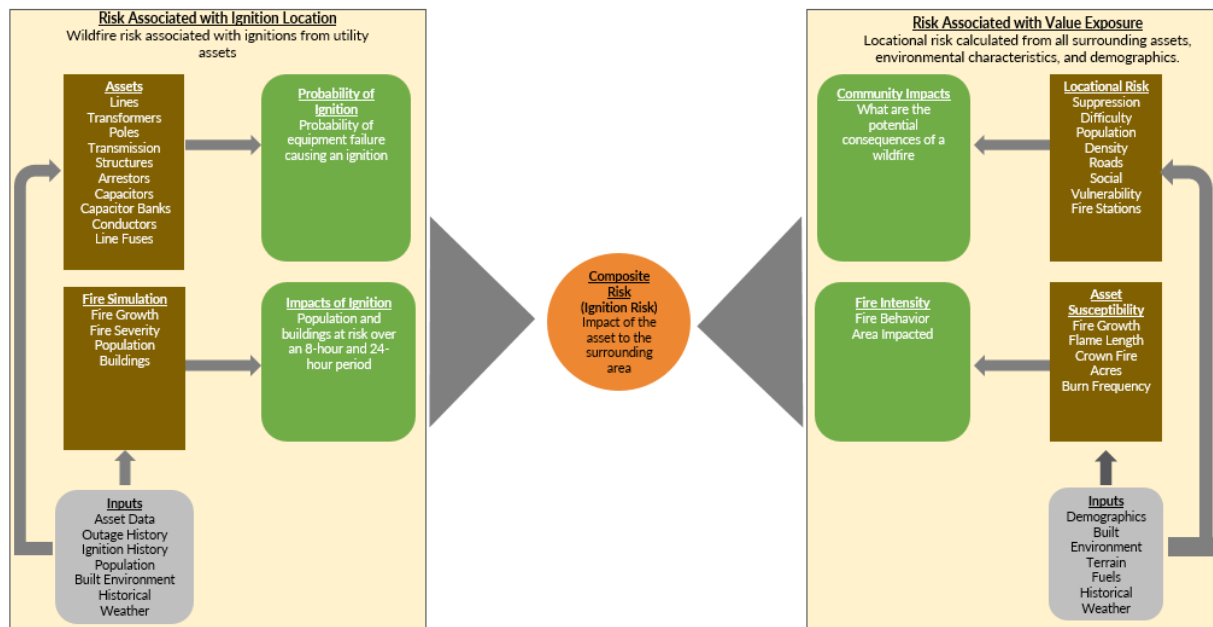 Risk Associated with Ignition Location
Wildfire risk associated with ignitions from utility
assets
Assets
Lines
Transformers
Poles
Transmission
Structures
Arrestors
Capacitors
Capacitor Banks
Conductors
Line Fuses
Probability of
Ignition
Probability of
equipment failure
causing an ignition
Fire Simulation
Fire Growth
Fire Severity
Population
Buildings
Impacts of Ignition
Population and
buildings at risk over
an 8-hour and 24-
hour period
Inputs
Asset Data
Outage History
Ignition History
Population
Built Environment
Historical
Weather
Composite
Risk
(Ignition Risk)
Impact of the
asset to the
surrounding
area
Risk Associated with Value Exposure
Locational risk calculated from all surrounding assets,
environmental characteristics, and demographics.
Community Impacts
What are the
potential
consequences of a
wildfire
Locational Risk
Suppression
Difficulty
Population
Density
Roads
Social
Vulnerability
Fire Stations
Fire Intensity
Fire Behavior
Area Impacted
Asset
Susceptibility
Fire Growth
Flame Length
Crown Fire
Acres
Burn Frequency
Inputs
Demographics
Built
Environment
Terrain
Fuels
Historical
Weather